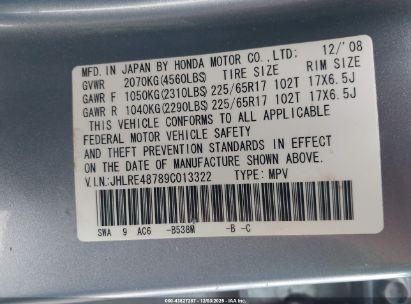 MFD. IN JAPAN BY HONDA MOTOR CO., LTD: 12/'08
GVWR 2070KG(4560LBS) TIRE SIZE RIM SIZE
GAWR F 1050KG(2310LBS) 225/65R17 102T 17X6.5J
GAWR R 1040KG(2290LBS) 225/65R17 102T 17X6.5J
THIS VEHICLE CONFORMS TO ALL APPLICABLE
FEDERAL MOTOR VEHICLE SAFETY
AND THEFT PREVENTION STANDARDS IN EFFECT
ON THE DATE OF MANUFACTURE SHOWN ABOVE.
V.I.N:JHLRE48789C013322 TYPE: MPV
SWA 9 AC6 -B538M -B -C